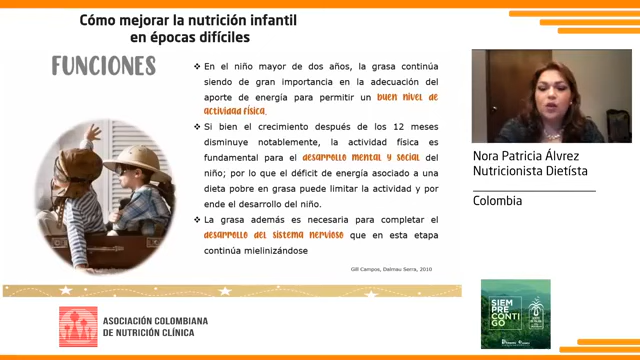 Cómo mejorar la nutrición infantil
en épocas difíciles
FUNCIONES
❖ En el niño mayor de dos años, la grasa continúa
siendo de gran importancia en la adecuación del
aporte de energía para permitir un buen nivel de
actividad física.
❖ Si bien el crecimiento después de los 12 meses
disminuye notablemente, la actividad física es
fundamental para el desarrollo mental y social del
niño; por lo que el déficit de energía asociado a una
dieta pobre en grasa puede limitar la actividad y por
ende el desarrollo del niño.
❖ La grasa además es necesaria para completar el
desarrollo del sistema nervioso que en esta etapa
continúa mielinizándose
Gill Campos, Dalmau Serra, 2010
Nora Patricia Álvrez
Nutricionista Dietísta
Colombia
ASOCIACIÓN COLOMBIANA
DE NUTRICIÓN CLÍNICA
SIEM
PRE
CONTI
GO